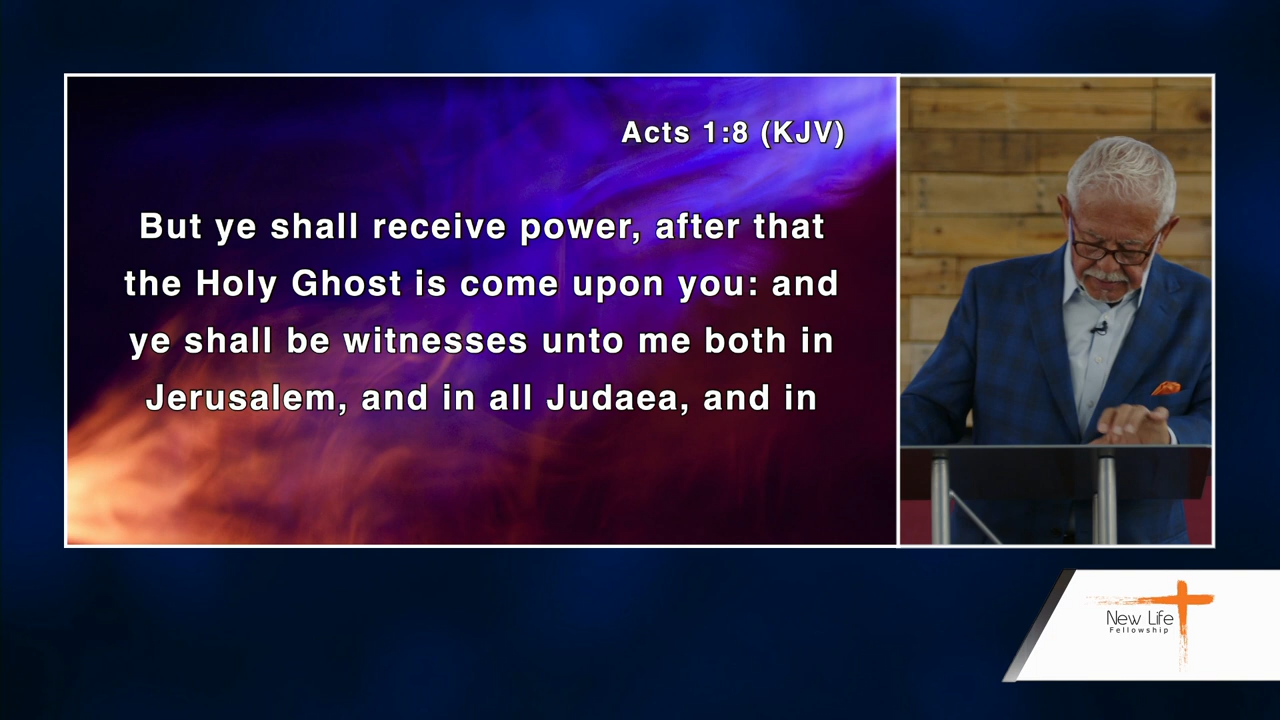 Acts 1:8 (KJV)
But ye shall receive power, after that
the Holy Ghost is come upon you: and
ye shall be witnesses unto me both in
Jerusalem, and in all Judaea, and in
New Life
Fellowship